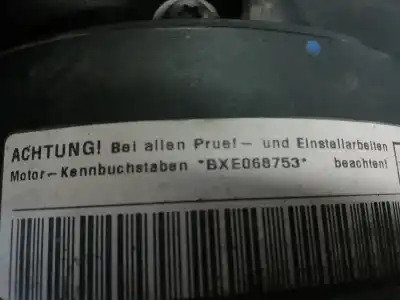 ACHTUNG! Bei allen Pruef- und Einstellarbeiten
Motor-Kennbuchstaben *BXE068753* beachten!